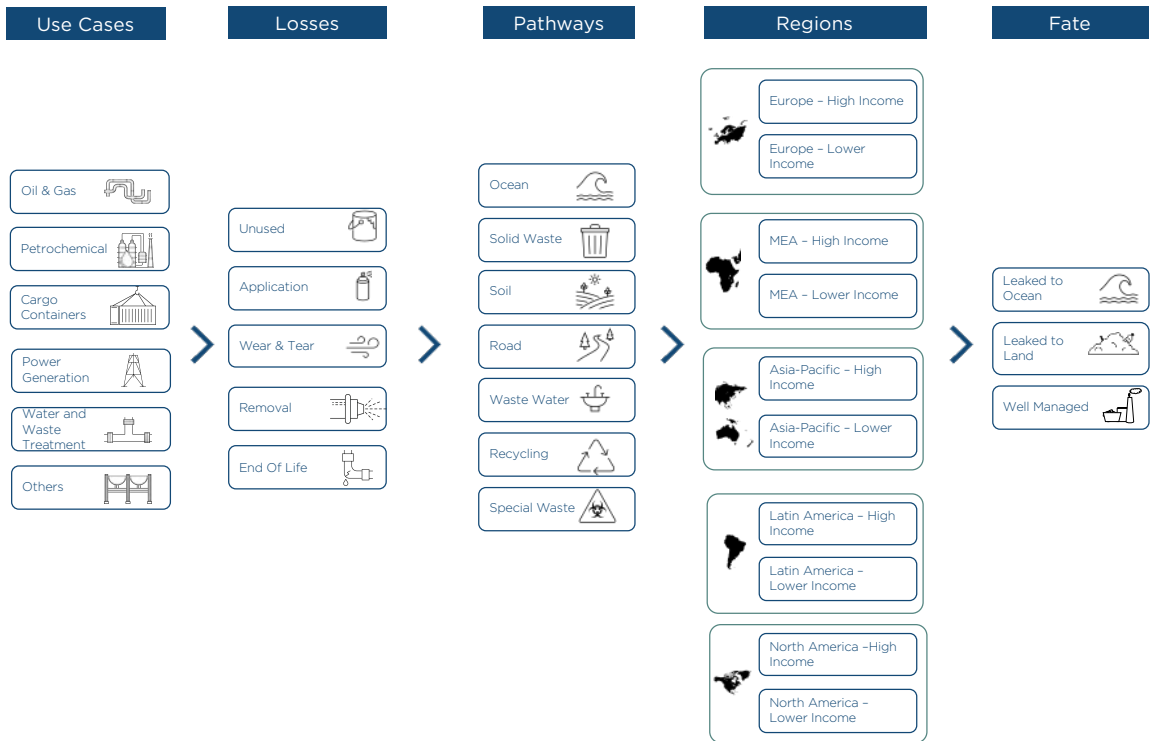 Use Cases
Losses
Pathways
Regions
Fate
Oil & Gas
Petrochemical
Cargo
Containers
Power
Generation
Water and
Waste
Treatment
Others
Unused
Application
Wear & Tear
Removal
End Of Life
Ocean
Solid Waste
Soil
Road
Waste Water
Recycling
Special Waste
Europe – High Income
Europe – Lower
Income
MEA – High Income
MEA – Lower Income
Asia-Pacific – High
Income
Asia-Pacific – Lower
Income
Latin America – High
Income
Latin America –
Lower Income
North America –High
Income
North America –
Lower Income
Leaked to
Ocean
Leaked to
Land
Well Managed